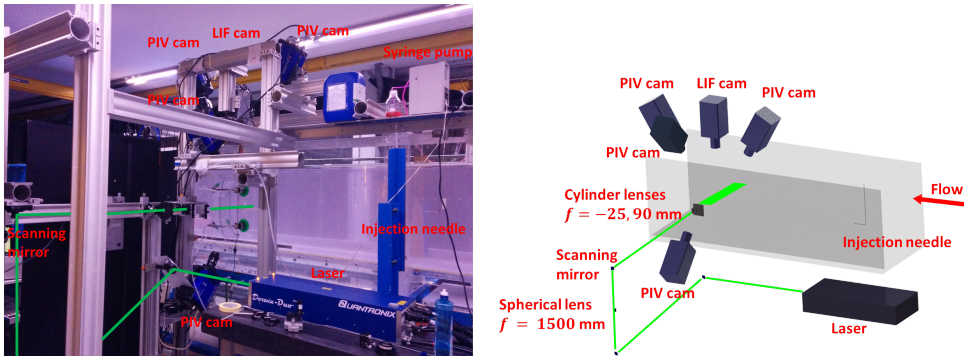 LIF cam
PIV cam
PIV cam
Syringe pump
PIV cam
Scanning
mirror
Injection needle
Laser
Darwin-Duo
QUANTRONIX
PIV cam
PIV cam
LIF cam
PIV cam
PIV cam
Cylinder lenses
f = −25, 90 mm
Flow
Injection needle
Scanning
mirror
PIV cam
Spherical lens
f = 1500 mm
Laser